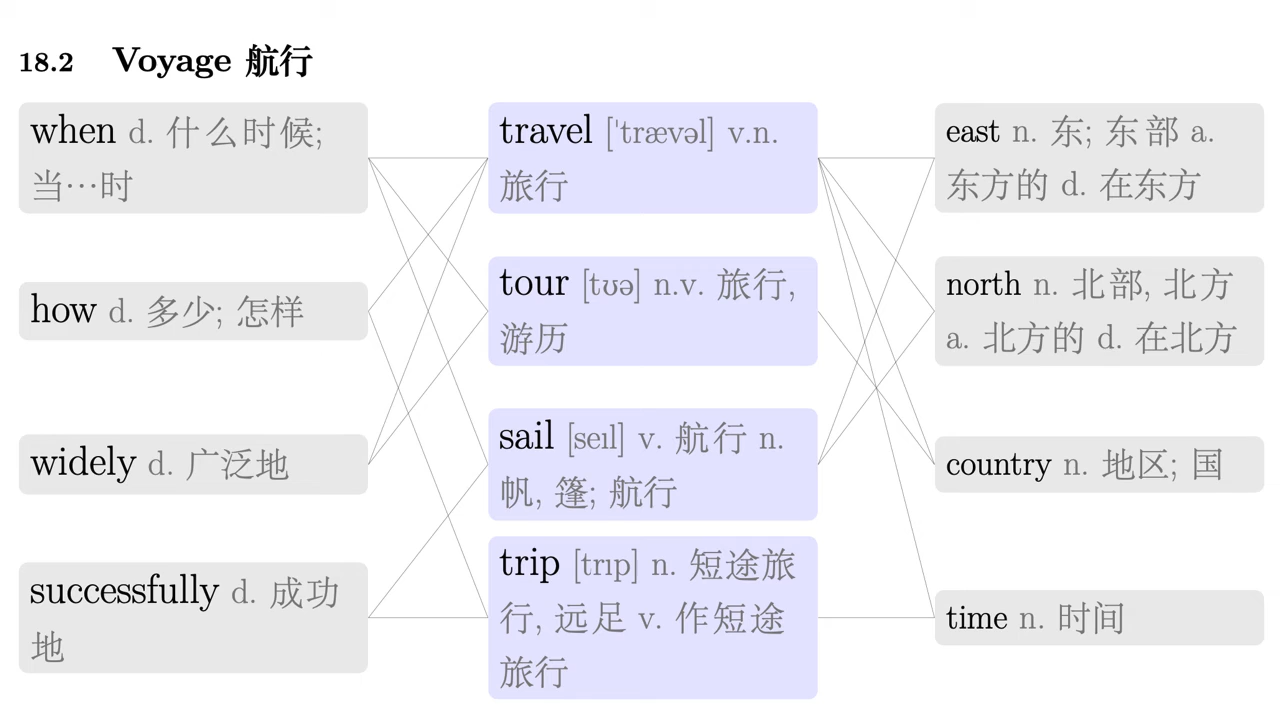 18.2 Voyage 航行
when d. 什么时候;
当···时
how d. 多少; 怎样
widely d. 广泛地
successfully d. 成功
地
travel [ˈtrævəl] v.n.
旅行
tour [tʊə] n.v. 旅行,
游历
sail [seɪl] v. 航行 n.
帆, 篷; 航行
trip [trɪp] n. 短途旅
行, 远足 v. 作短途
旅行
east n. 东; 东部 a.
东方的 d. 在东方
north n. 北部, 北方
a. 北方的 d. 在北方
country n. 地区; 国
time n. 时间